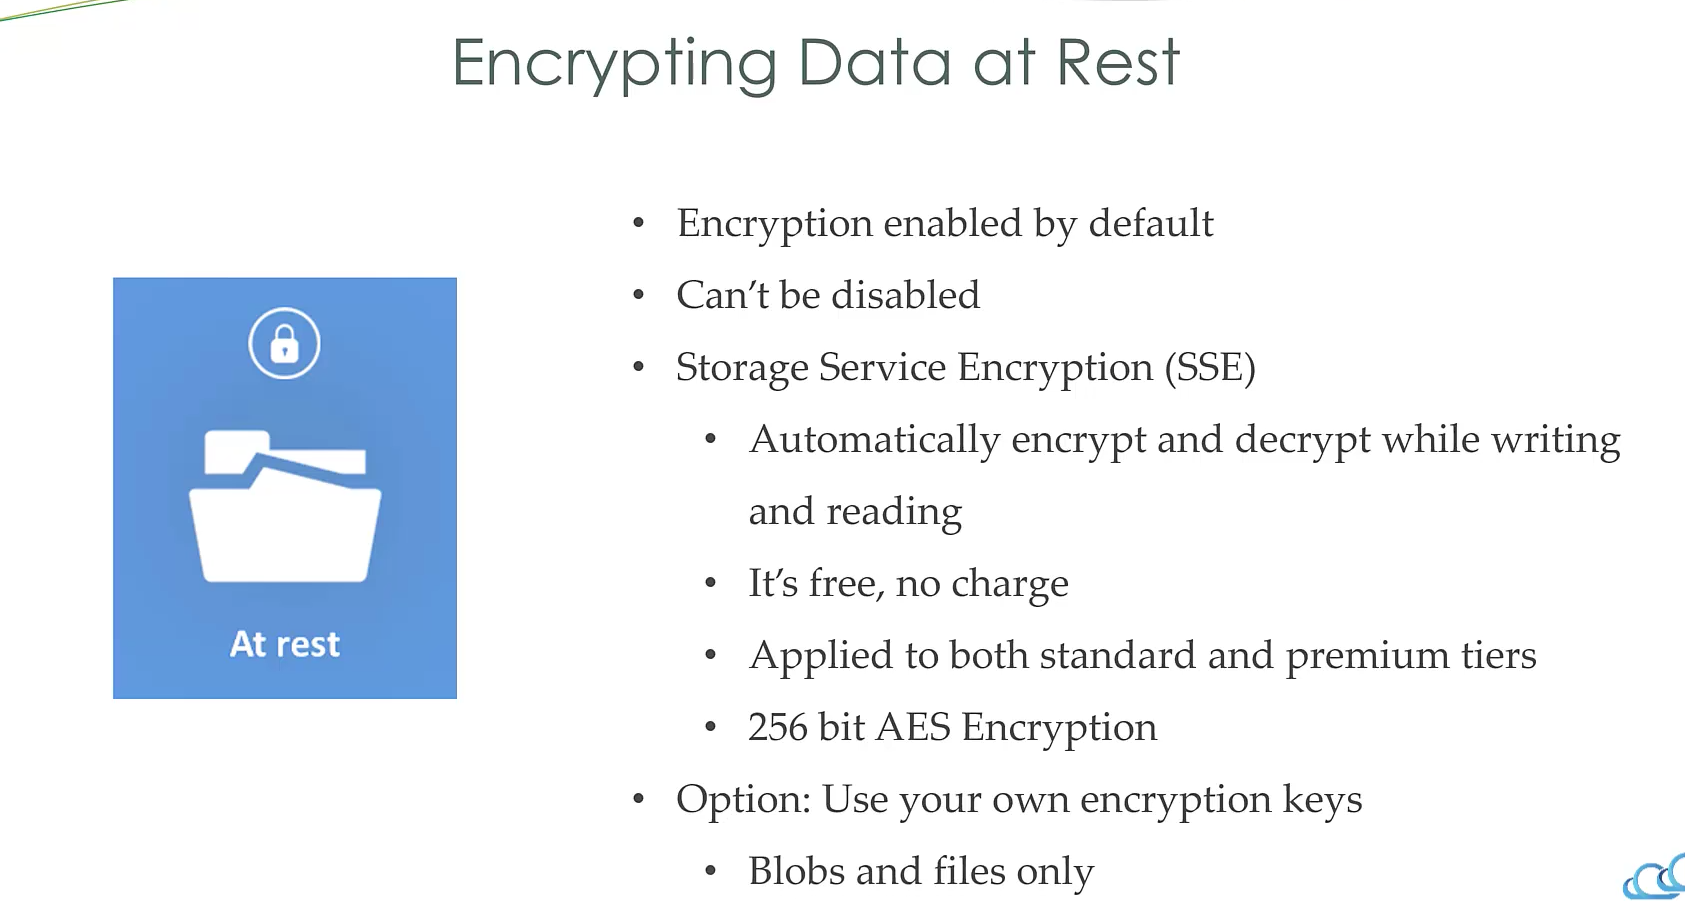 Encrypting Data at Rest
• Encryption enabled by default
• Can’t be disabled
• Storage Service Encryption (SSE)
• Automatically encrypt and decrypt while writing
and reading
• It’s free, no charge
• Applied to both standard and premium tiers
• 256 bit AES Encryption
• Option: Use your own encryption keys
• Blobs and files only
At rest